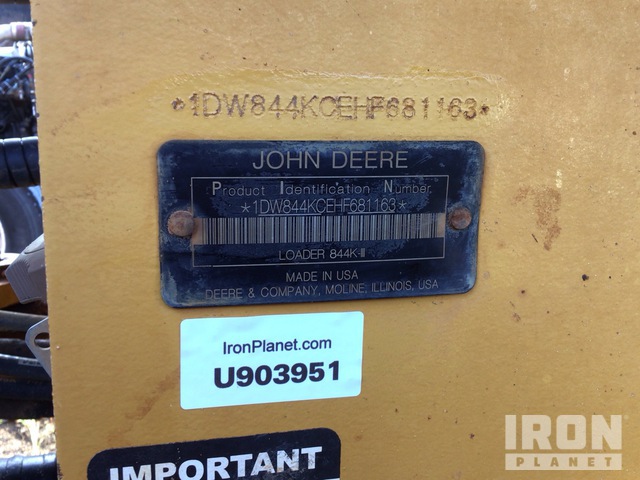 *1DW844KCEHF681163*
JOHN DEERE
Product Identification Number
*1DW844KCEHF681163*
LOADER 844K-II
MADE IN USA
DEERE & COMPANY, MOLINE, ILLINOIS, USA
IronPlanet.com
U903951
IMPORTANT
IRON
PLANET